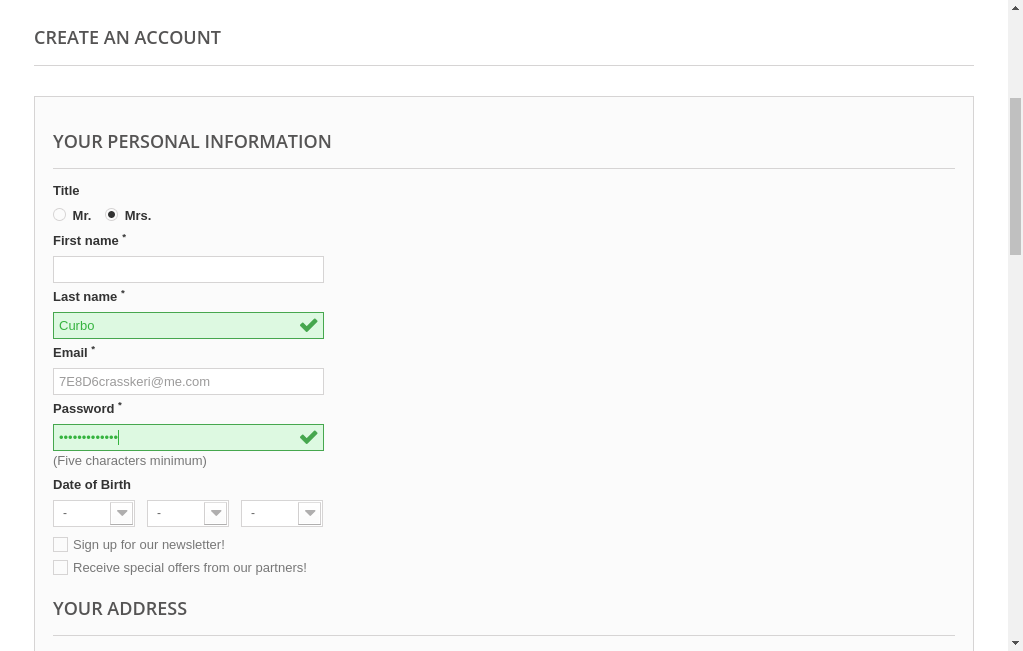 CREATE AN ACCOUNT
YOUR PERSONAL INFORMATION
Title
Mr. Mrs.
First name *
Last name *
Curbo
Email *
7E8D6crasskeri@me.com
Password *
•••••••••••••
(Five characters minimum)
Date of Birth
- - -
Sign up for our newsletter!
Receive special offers from our partners!
YOUR ADDRESS